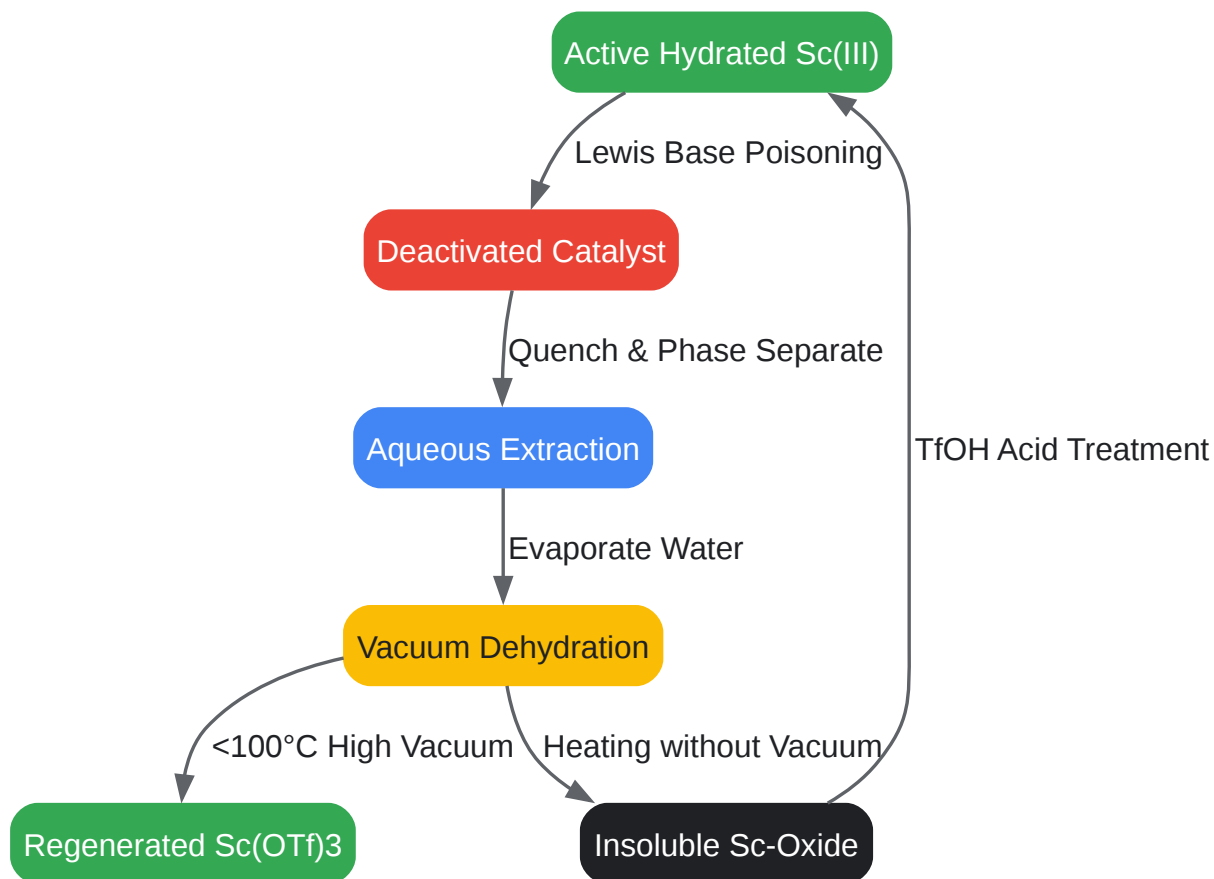 Active Hydrated Sc(III)
Lewis Base Poisoning
Deactivated Catalyst
Quench & Phase Separate
Aqueous Extraction
TfOH Acid Treatment
Evaporate Water
Vacuum Dehydration
<100°C High Vacuum
Heating without Vacuum
Regenerated Sc(OTf)3
Insoluble Sc-Oxide